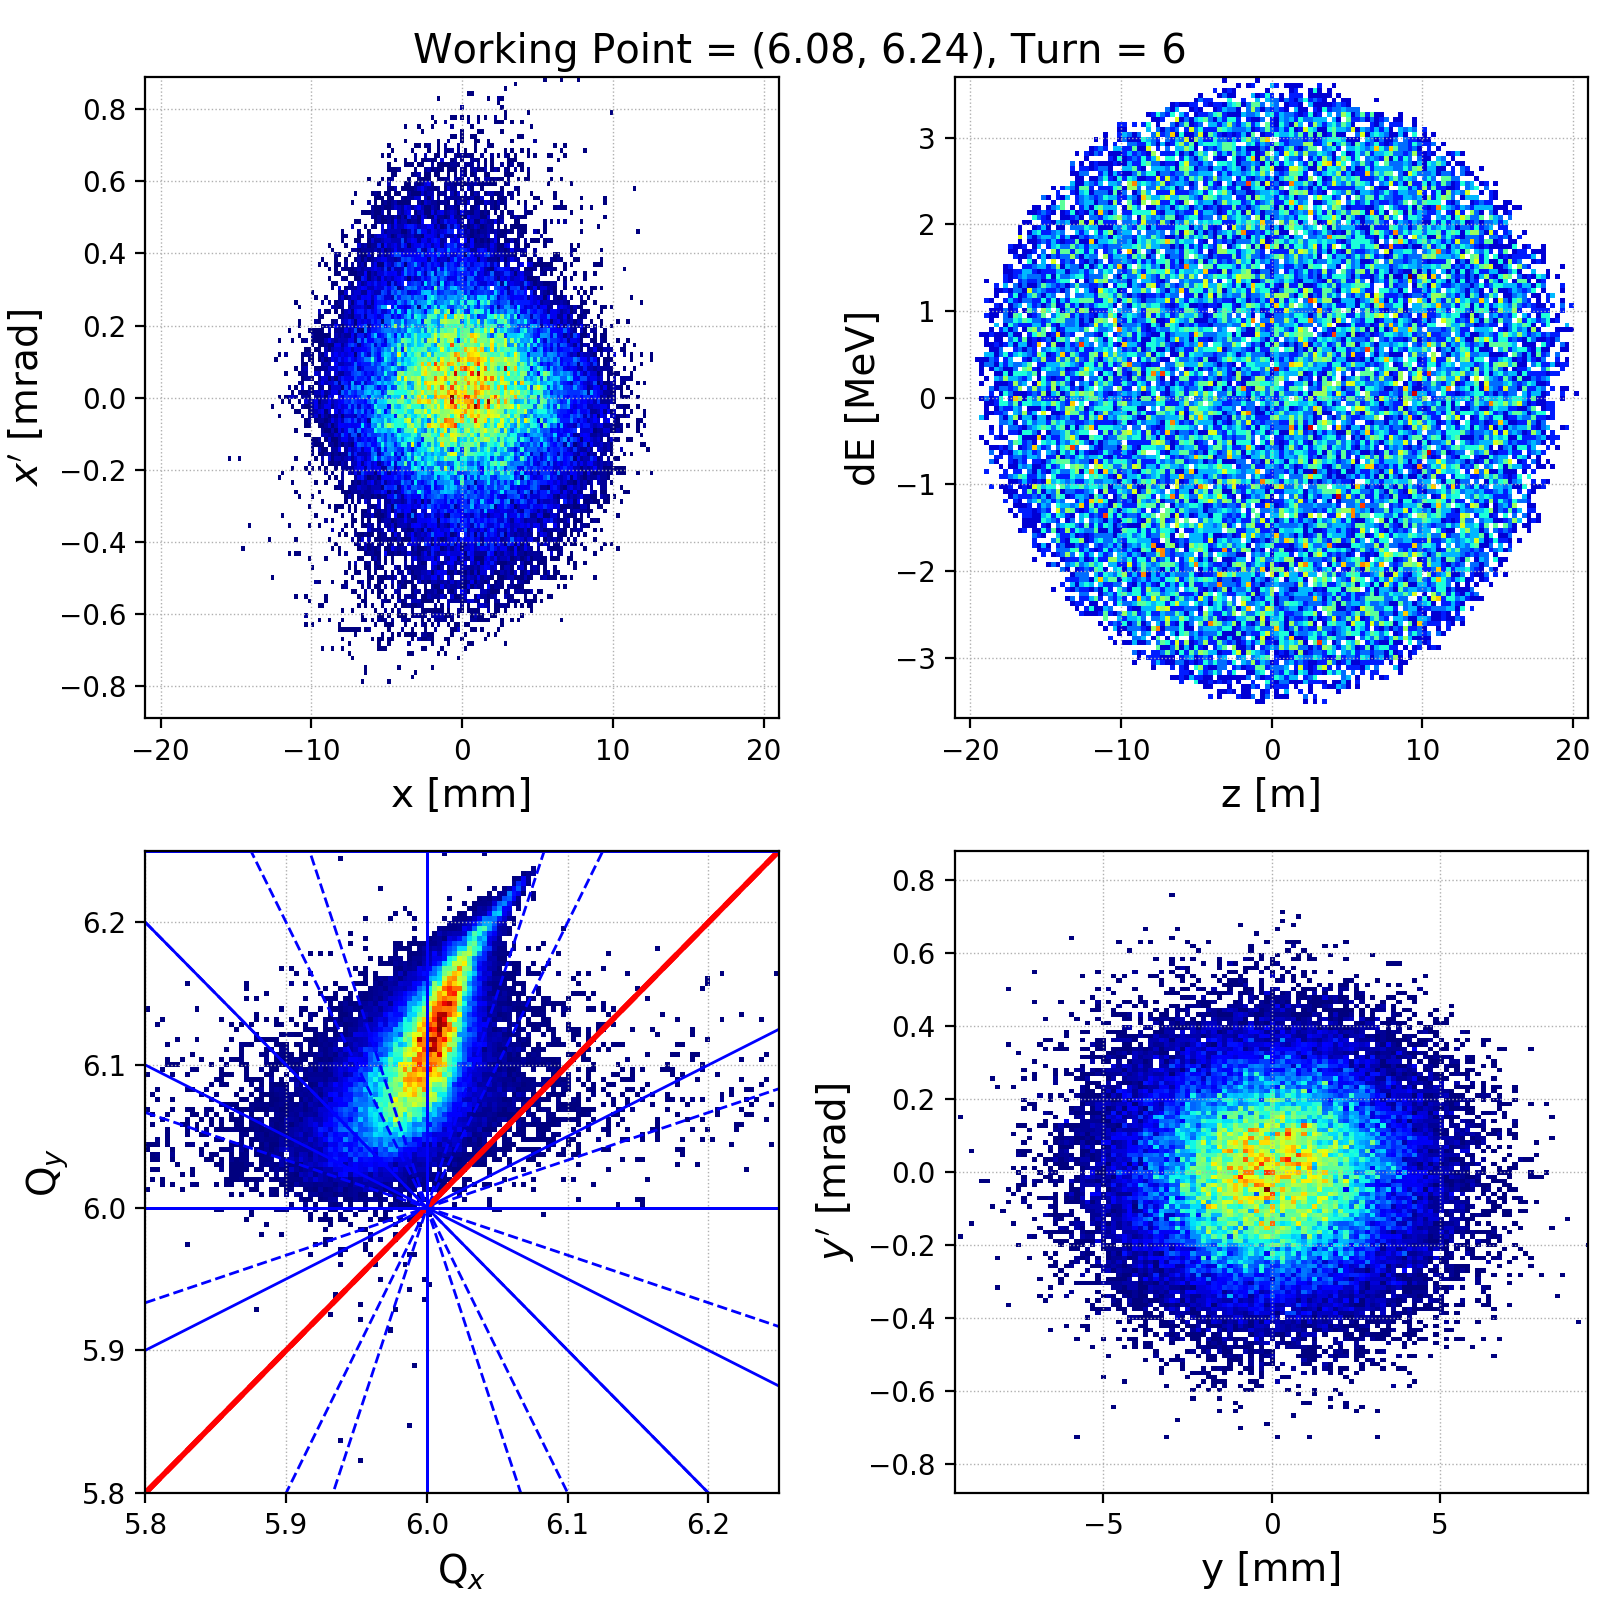 Working Point = (6.08, 6.24), Turn = 6
0.8
0.6
0.4
0.2
0.0
−0.2
−0.4
−0.6
−0.8
x′ [mrad]
−20 −10 0 10 20
x [mm]
3
2
1
0
−1
−2
−3
dE [MeV]
−20 −10 0 10 20
z [m]
6.2
6.1
6.0
5.9
5.8
Qy
5.8 5.9 6.0 6.1 6.2
Qx
0.8
0.6
0.4
0.2
0.0
−0.2
−0.4
−0.6
−0.8
y′ [mrad]
−5 0 5
y [mm]